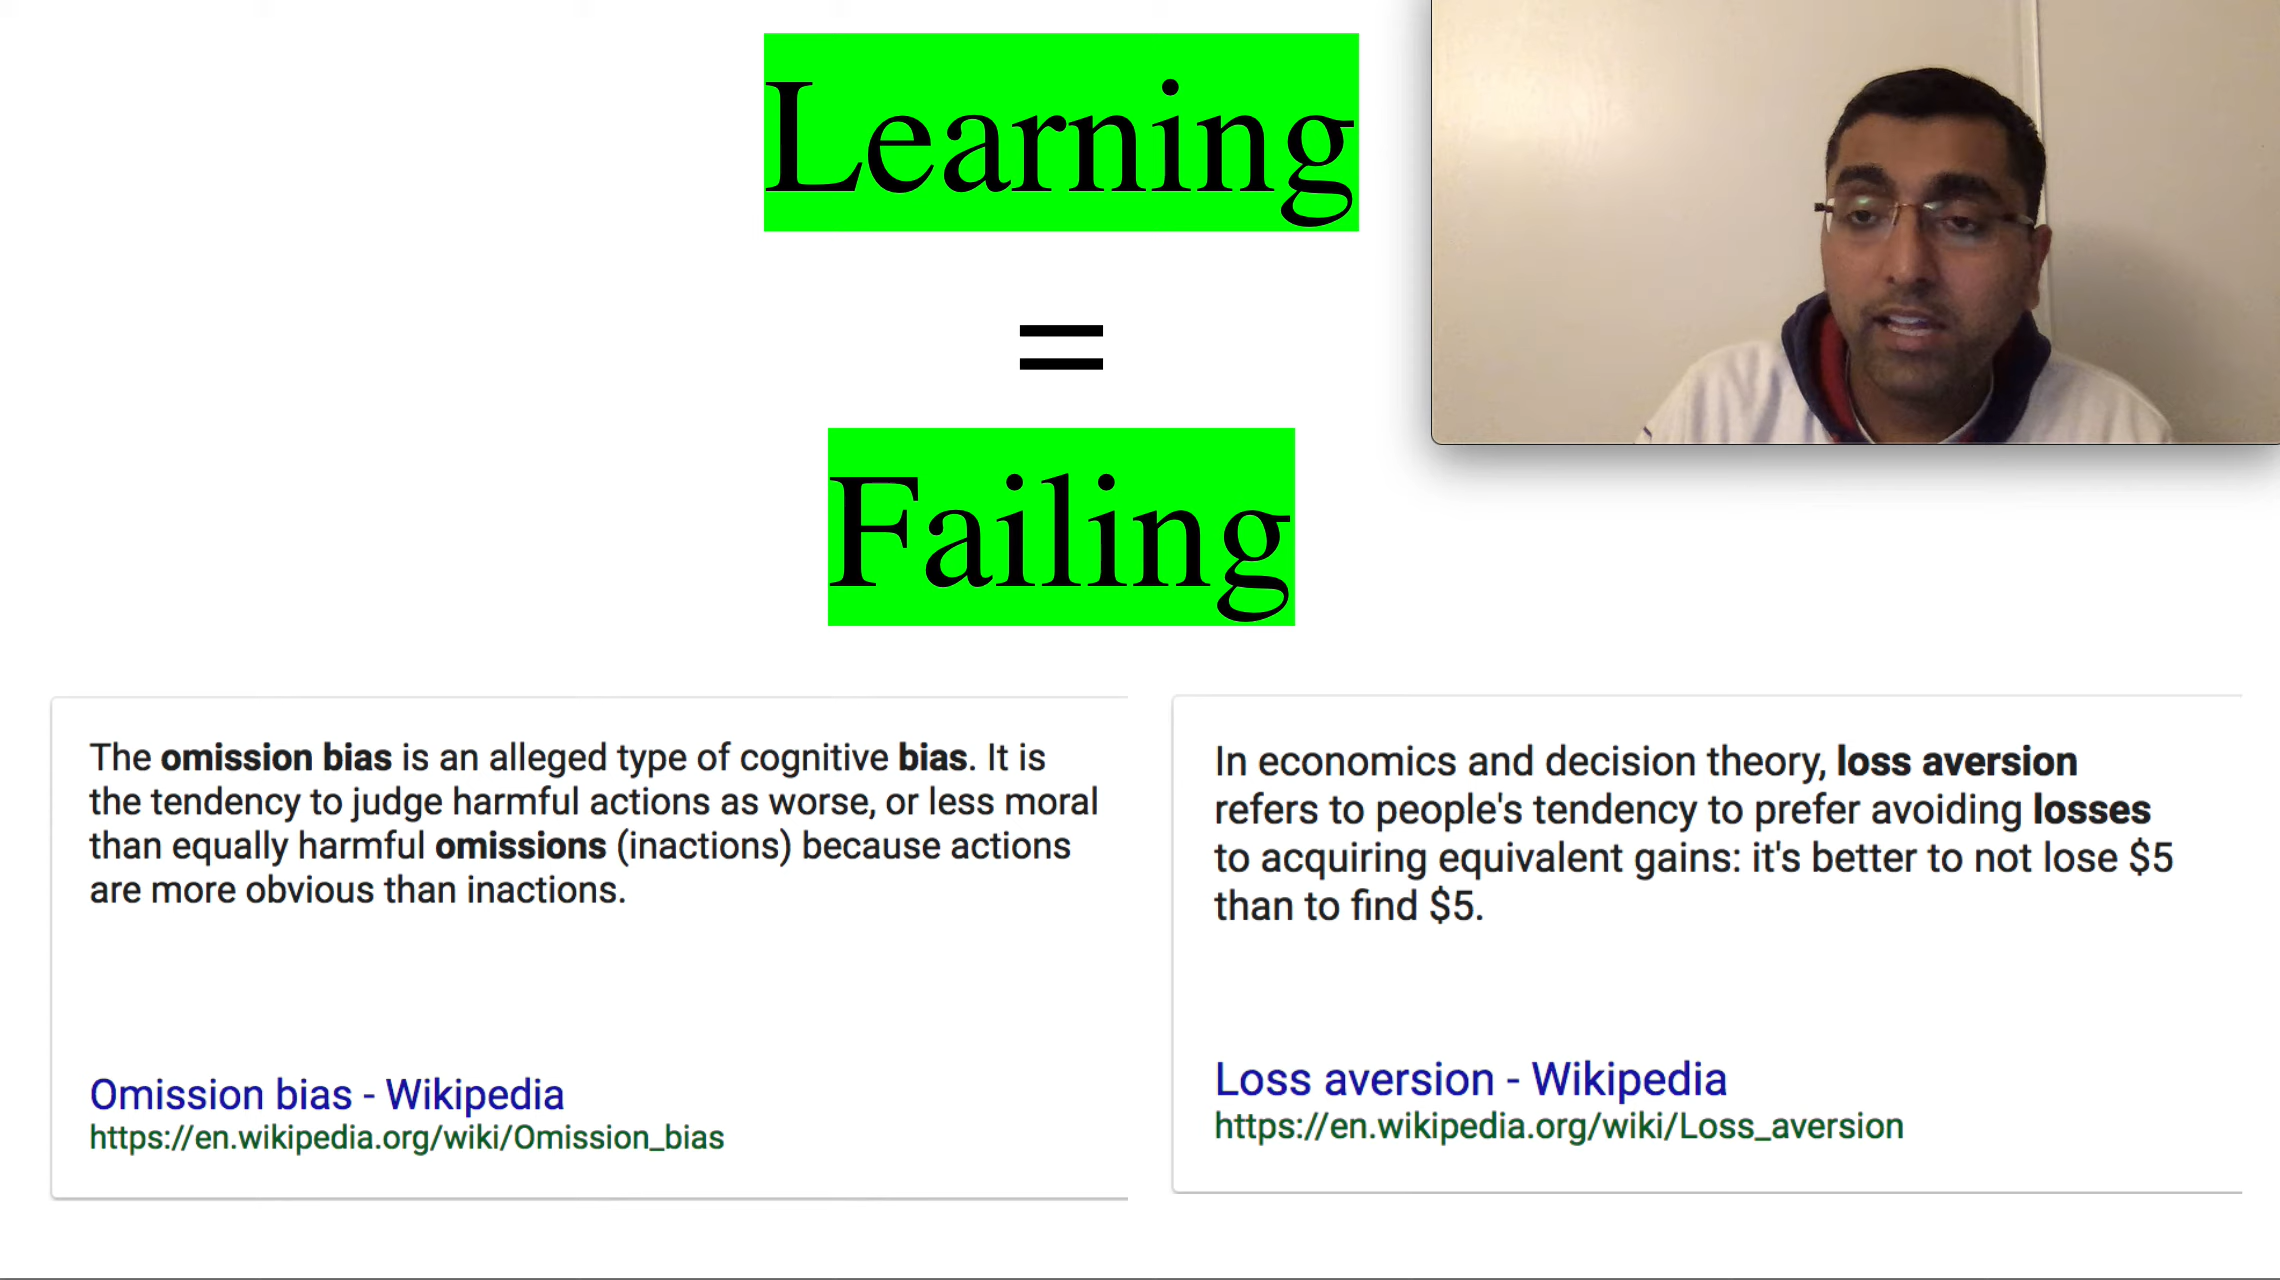 Learning
=
Failing
The omission bias is an alleged type of cognitive bias. It is
the tendency to judge harmful actions as worse, or less moral
than equally harmful omissions (inactions) because actions
are more obvious than inactions.
Omission bias - Wikipedia
https://en.wikipedia.org/wiki/Omission_bias
In economics and decision theory, loss aversion
refers to people's tendency to prefer avoiding losses
to acquiring equivalent gains: it's better to not lose $5
than to find $5.
Loss aversion - Wikipedia
https://en.wikipedia.org/wiki/Loss_aversion